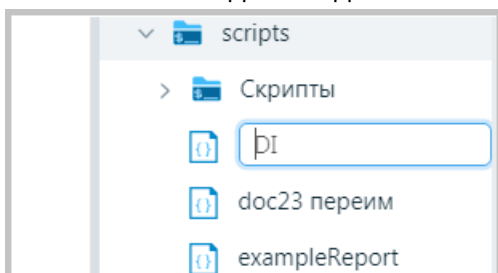 scripts
Скрипты
DI
doc23 переим
exampleReport